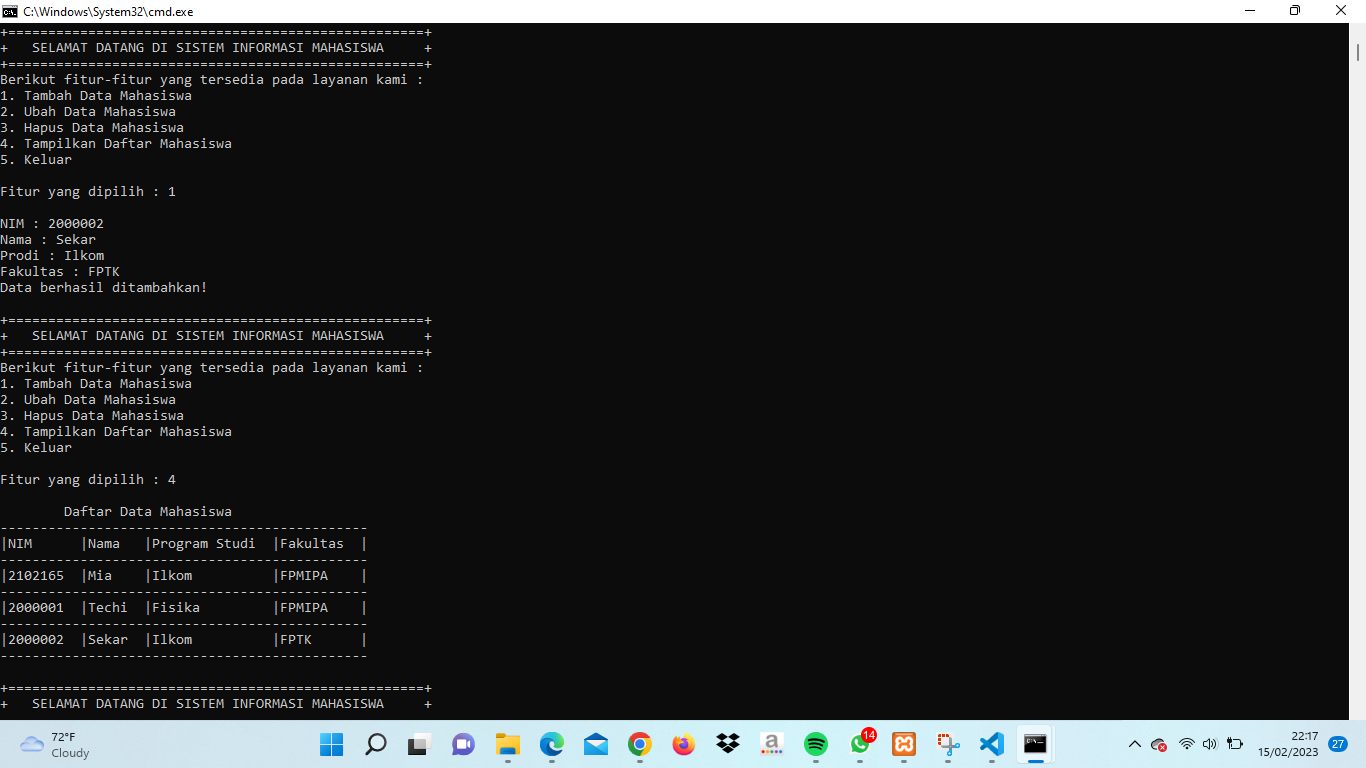 C:\Windows\System32\cmd.exe
+====================================================+
+   SELAMAT DATANG DI SISTEM INFORMASI MAHASISWA     +
+====================================================+
Berikut fitur-fitur yang tersedia pada layanan kami :
1. Tambah Data Mahasiswa
2. Ubah Data Mahasiswa
3. Hapus Data Mahasiswa
4. Tampilkan Daftar Mahasiswa
5. Keluar
Fitur yang dipilih : 1
NIM : 2000002
Nama : Sekar
Prodi : Ilkom
Fakultas : FPTK
Data berhasil ditambahkan!
+====================================================+
+   SELAMAT DATANG DI SISTEM INFORMASI MAHASISWA     +
+====================================================+
Berikut fitur-fitur yang tersedia pada layanan kami :
1. Tambah Data Mahasiswa
2. Ubah Data Mahasiswa
3. Hapus Data Mahasiswa
4. Tampilkan Daftar Mahasiswa
5. Keluar
Fitur yang dipilih : 4
        Daftar Data Mahasiswa
----------------------------------------------
|NIM      |Nama   |Program Studi  |Fakultas  |
----------------------------------------------
|2102165  |Mia    |Ilkom          |FPMIPA    |
----------------------------------------------
|2000001  |Techi  |Fisika         |FPMIPA    |
----------------------------------------------
|2000002  |Sekar  |Ilkom          |FPTK      |
----------------------------------------------
+====================================================+
+   SELAMAT DATANG DI SISTEM INFORMASI MAHASISWA     +
72°F
Cloudy
14
22:17
15/02/2023
27